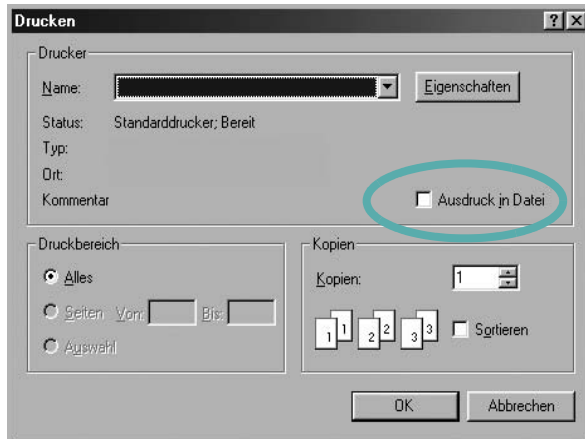 Drucken
Drucker
Name:
Eigenschaften
Status: Standarddrucker; Bereit
Typ:
Ort:
Kommentar
Ausdruck in Datei
Druckbereich
Alles
Seiten Von: Bis:
Auswahl
Kopien
Kopien: 1
1 1 2 2 3 3
Sortieren
OK Abbrechen